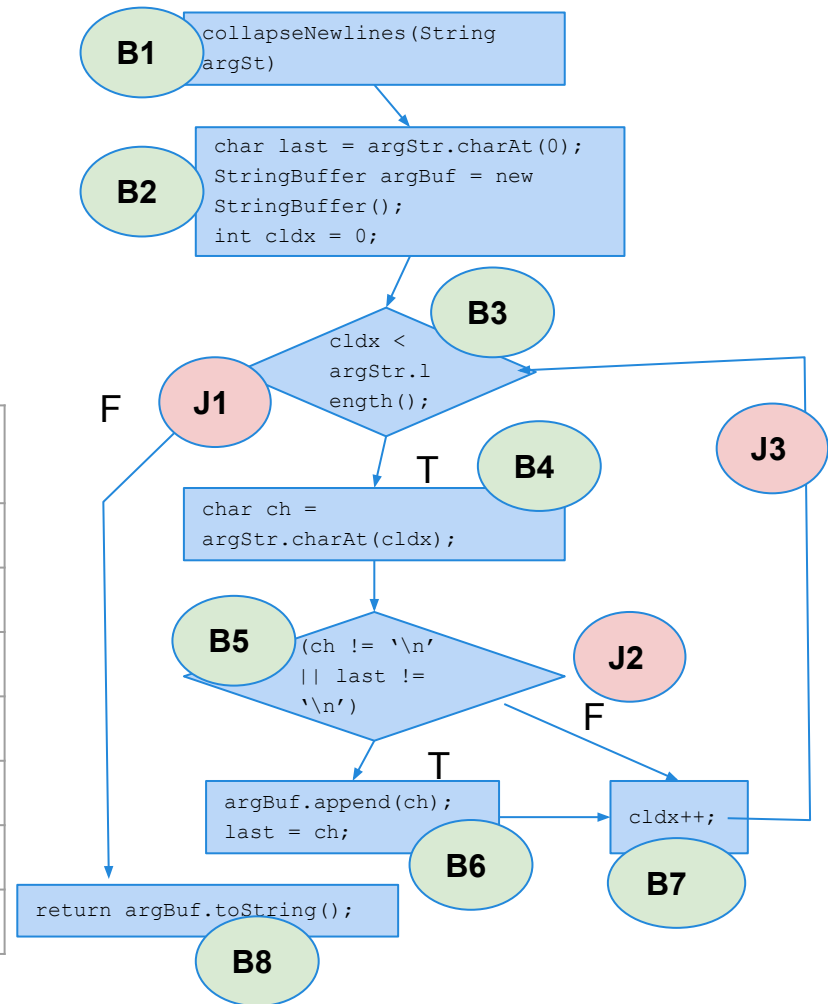 B1
collapseNewlines(String
argSt)
B2
char last = argStr.charAt(0);
StringBuffer argBuf = new
StringBuffer();
int cldx = 0;
B3
cldx <
argStr.l
ength();
J1
F
J3
T
B4
char ch =
argStr.charAt(cldx);
B5
(ch != ‘\n’
|| last !=
‘\n’)
J2
F
T
argBuf.append(ch);
last = ch;
cldx++;
B6
B7
return argBuf.toString();
B8